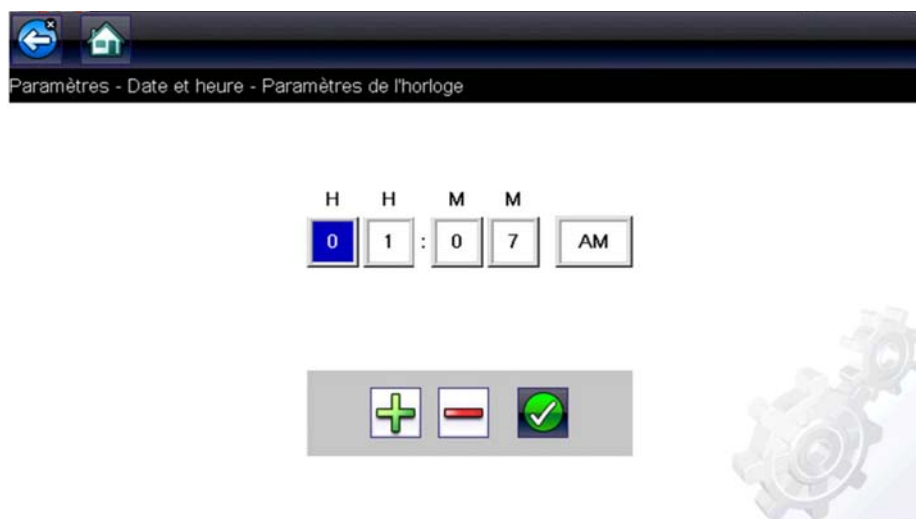 Paramètres - Date et heure - Paramètres de l'horloge
H H M M
0 1 : 0 7 AM